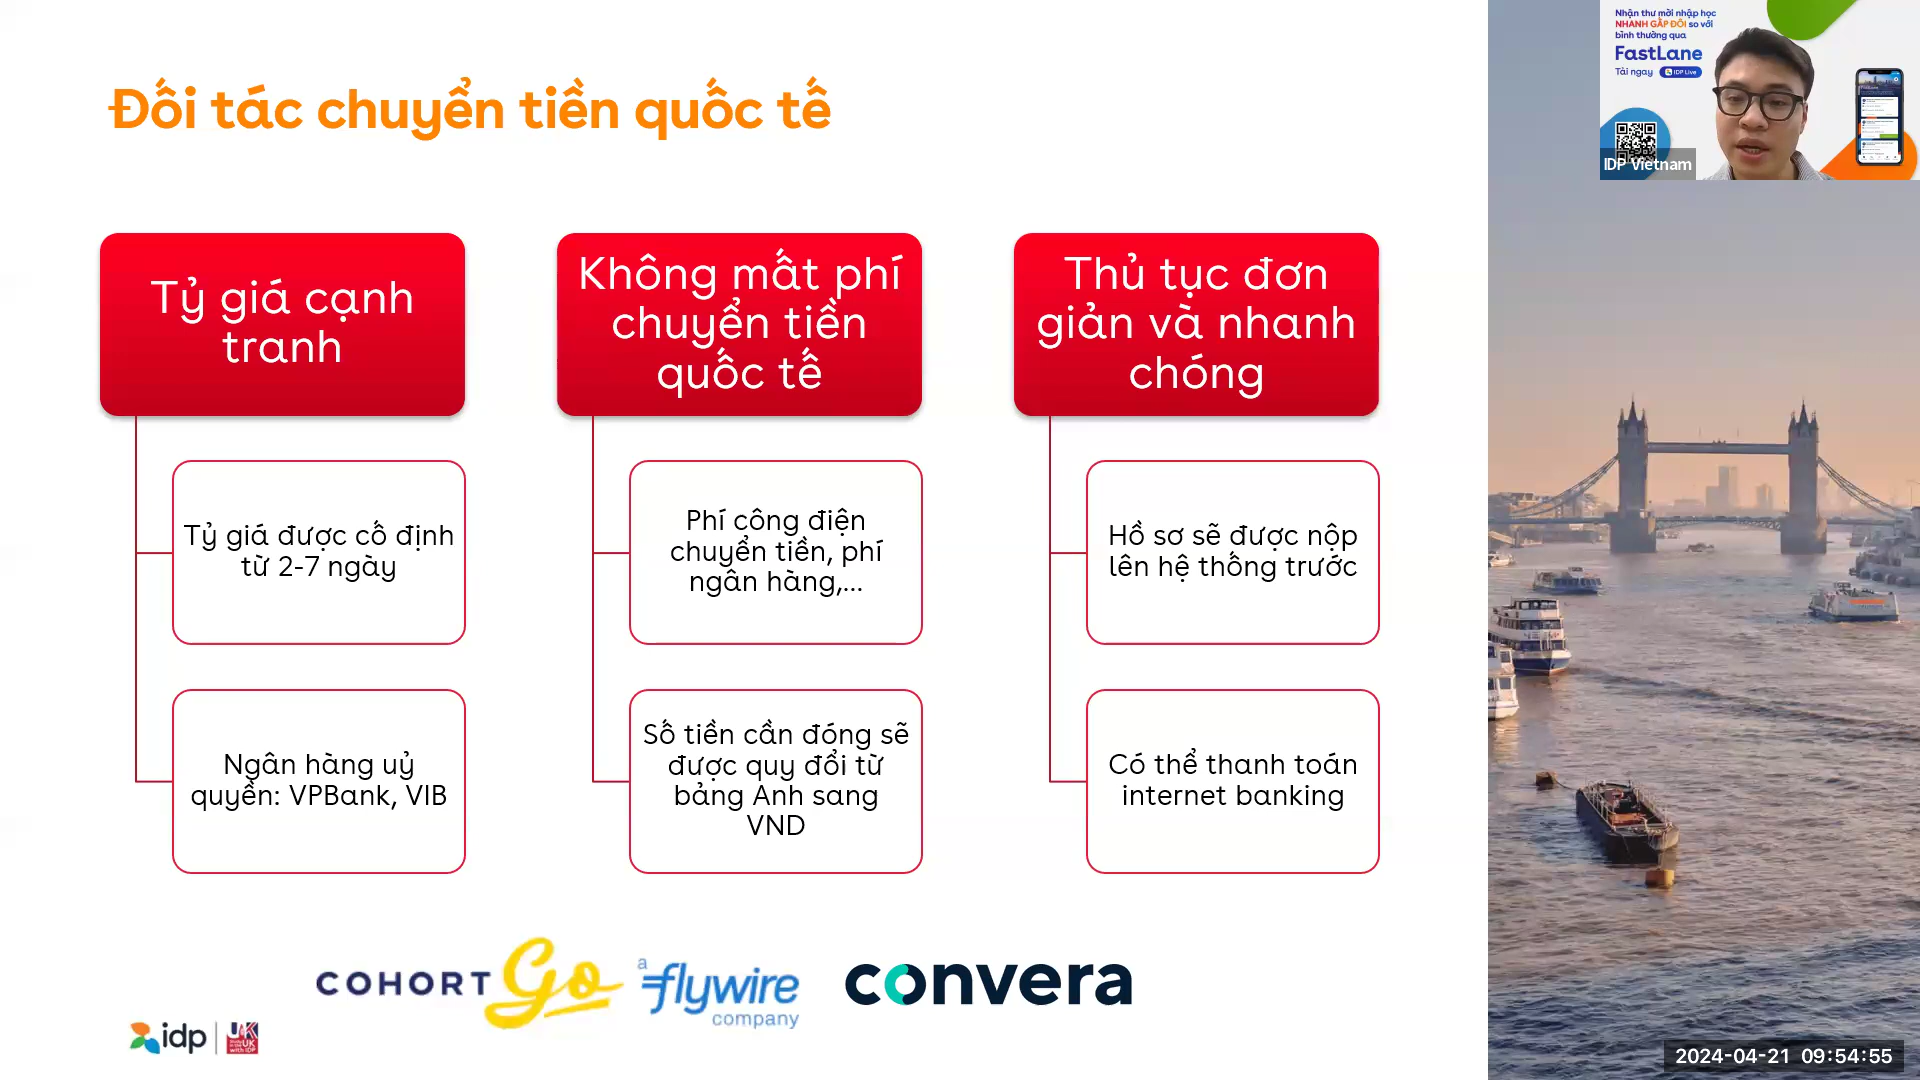 Đối tác chuyển tiền quốc tế
Tỷ giá cạnh
tranh
Tỷ giá được cố định
từ 2-7 ngày
Ngân hàng uỷ
quyền: VPBank, VIB
Không mất phí
chuyển tiền
quốc tế
Phí công điện
chuyển tiền, phí
ngân hàng,...
Số tiền cần đóng sẽ
được quy đổi từ
bảng Anh sang
VND
Thủ tục đơn
giản và nhanh
chóng
Hồ sơ sẽ được nộp
lên hệ thống trước
Có thể thanh toán
internet banking
COHORT Go
a flywire
company
convera
idp
UK
with IDP
Nhận thư mời nhập học
NHANH GẤP ĐÔI so với
bình thường qua
FastLane
Tải ngay IDP Live
IDP Vietnam
2024-04-21 09:54:55